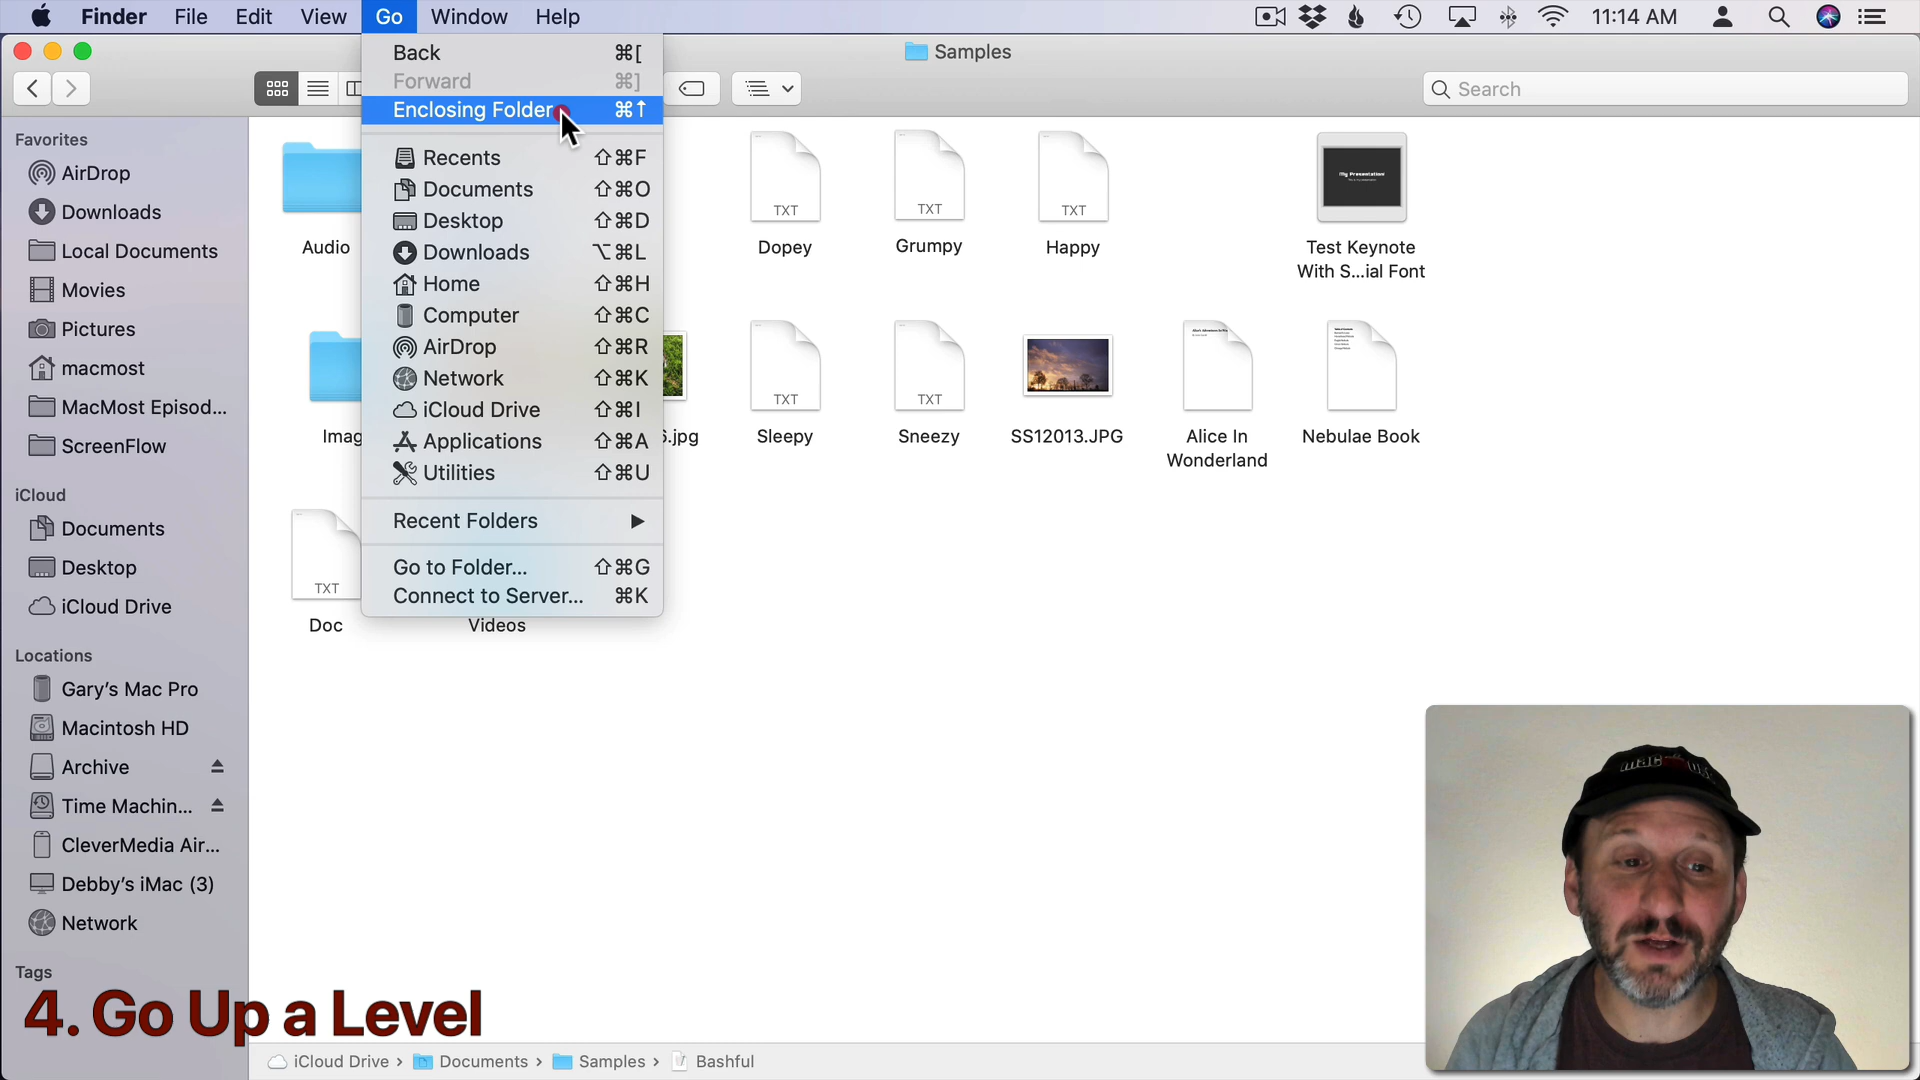 Finder File Edit View Go Window Help 11:14 AM
Samples
Search
Back ⌘[
Forward ⌘]
Enclosing Folder ⌘↑
Recents ⇧⌘F
Documents ⇧⌘O
Desktop ⇧⌘D
Downloads ⌥⌘L
Home ⇧⌘H
Computer ⇧⌘C
AirDrop ⇧⌘R
Network ⇧⌘K
iCloud Drive ⇧⌘I
Applications ⇧⌘A
Utilities ⇧⌘U
Recent Folders
Go to Folder... ⇧⌘G
Connect to Server... ⌘K
Favorites
AirDrop
Downloads
Local Documents
Movies
Pictures
macmost
MacMost Episod...
ScreenFlow
iCloud
Documents
Desktop
iCloud Drive
Locations
Gary's Mac Pro
Macintosh HD
Archive
Time Machin...
CleverMedia Air...
Debby's iMac (3)
Network
Tags
TXT TXT TXT My Presentation
Audio Dopey Grumpy Happy Test Keynote
With S...ial Font
TXT TXT
Imag 6.jpg Sleepy Sneezy SS12013.JPG Alice In
Wonderland
Nebulae Book
TXT
Doc Videos
4. Go Up a Level
iCloud Drive › Documents › Samples › Bashful